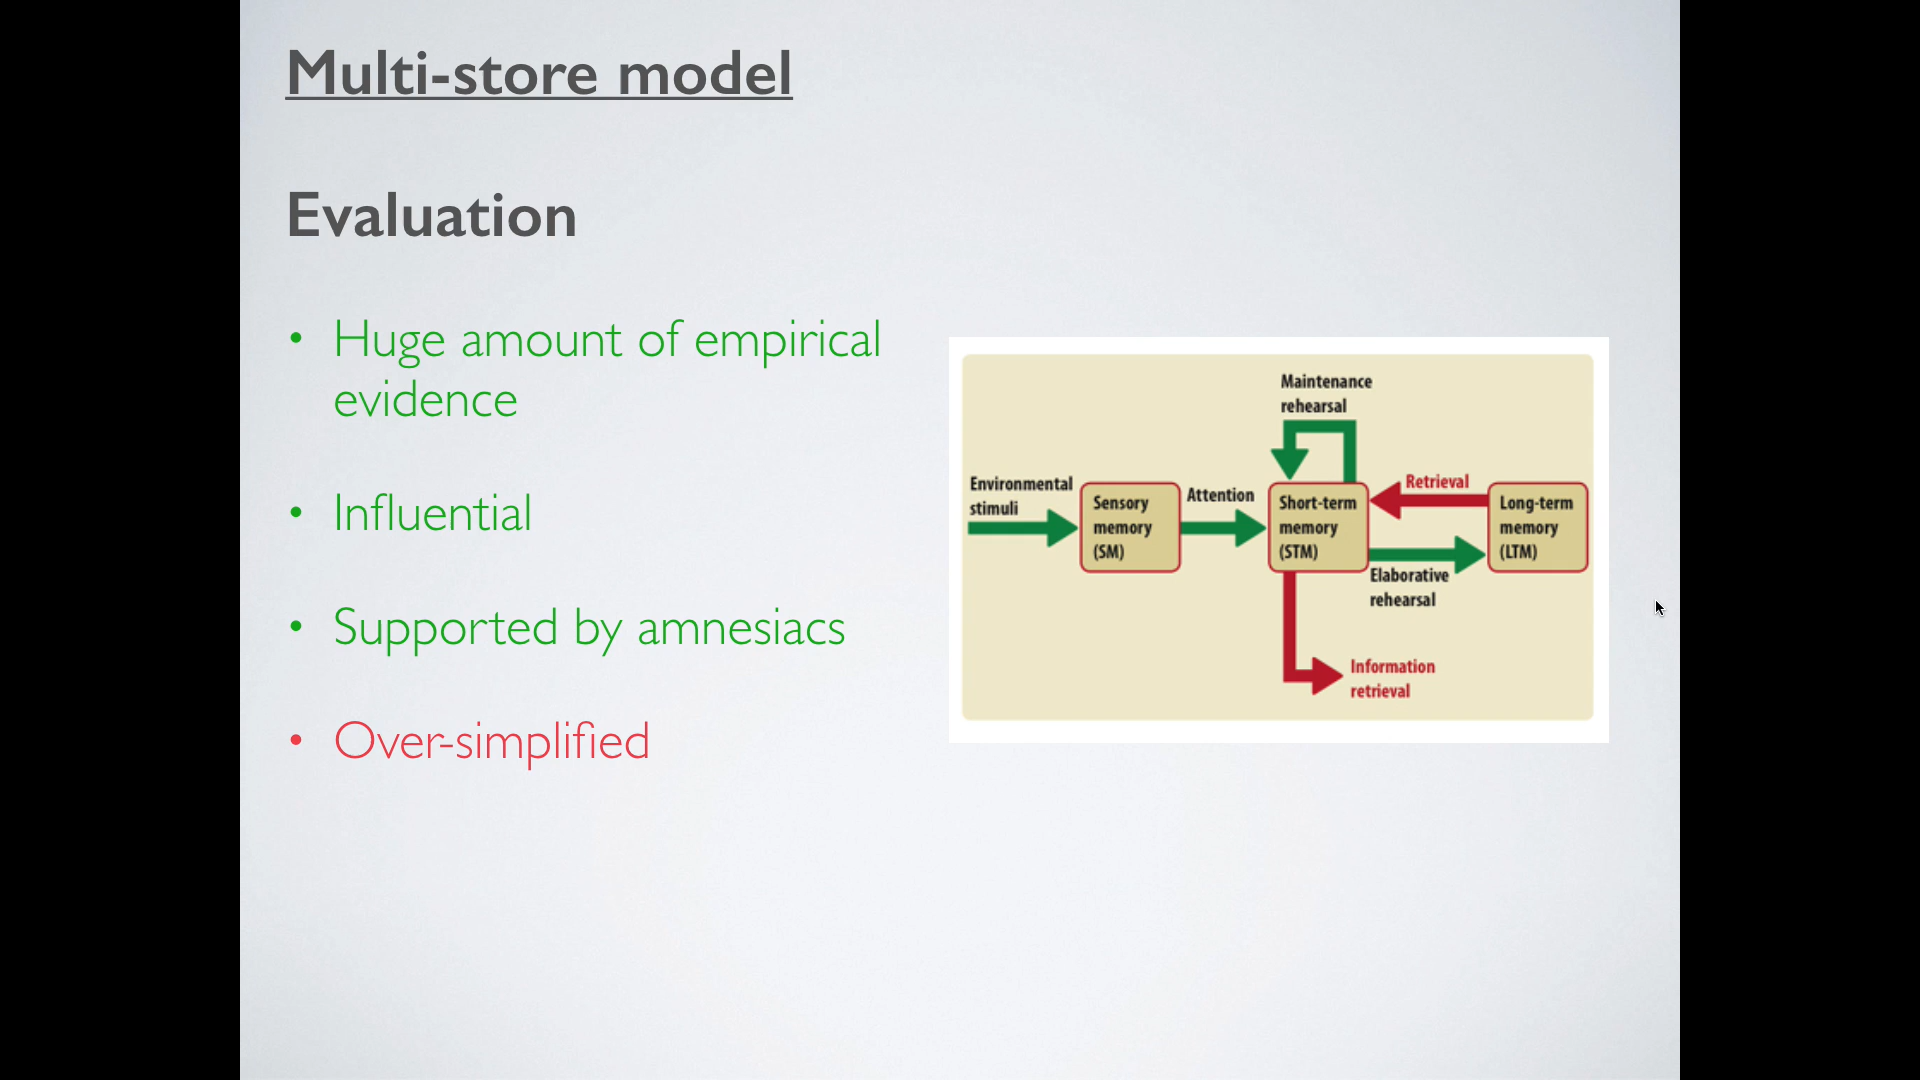 Multi-store model
Evaluation
• Huge amount of empirical
evidence
• Influential
• Supported by amnesiacs
• Over-simplified
Maintenance
rehearsal
Environmental
stimuli
Sensory
memory
(SM)
Attention
Short-term
memory
(STM)
Retrieval
Elaborative
rehearsal
Long-term
memory
(LTM)
Information
retrieval